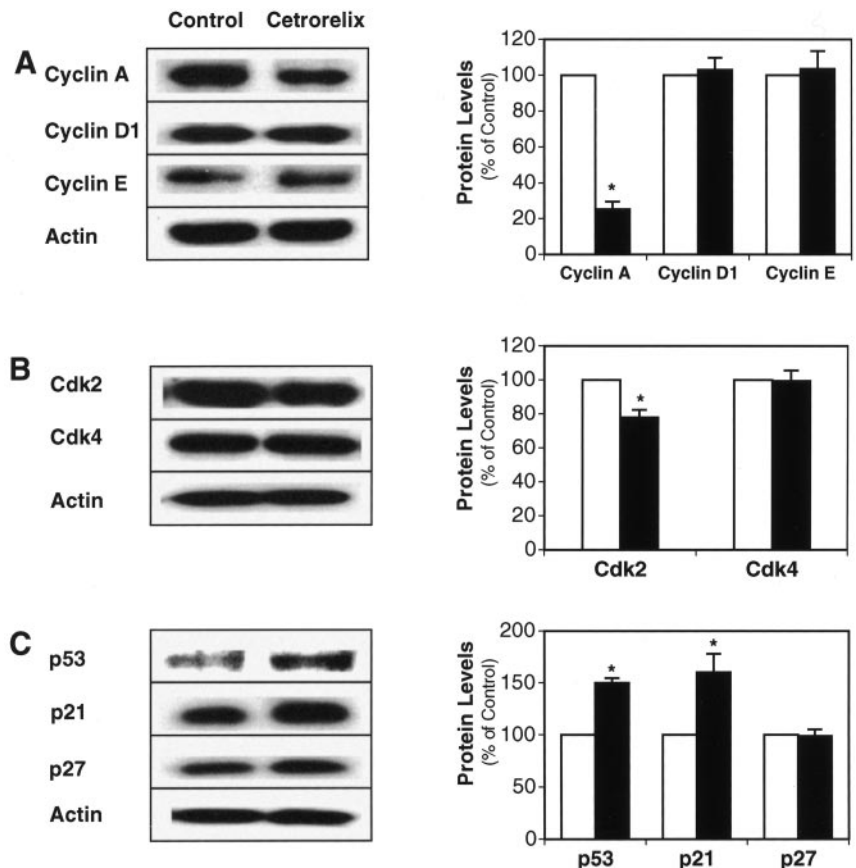 Control Cetrorelix
A
Cyclin A
Cyclin D1
Cyclin E
Actin
Protein Levels
(% of Control)
120
100
80
60
40
20
0
*
Cyclin A Cyclin D1 Cyclin E
B
Cdk2
Cdk4
Actin
Protein Levels
(% of Control)
120
100
80
60
40
20
0
*
Cdk2 Cdk4
C
p53
p21
p27
Actin
Protein Levels
(% of Control)
200
150
100
50
0
* *
p53 p21 p27